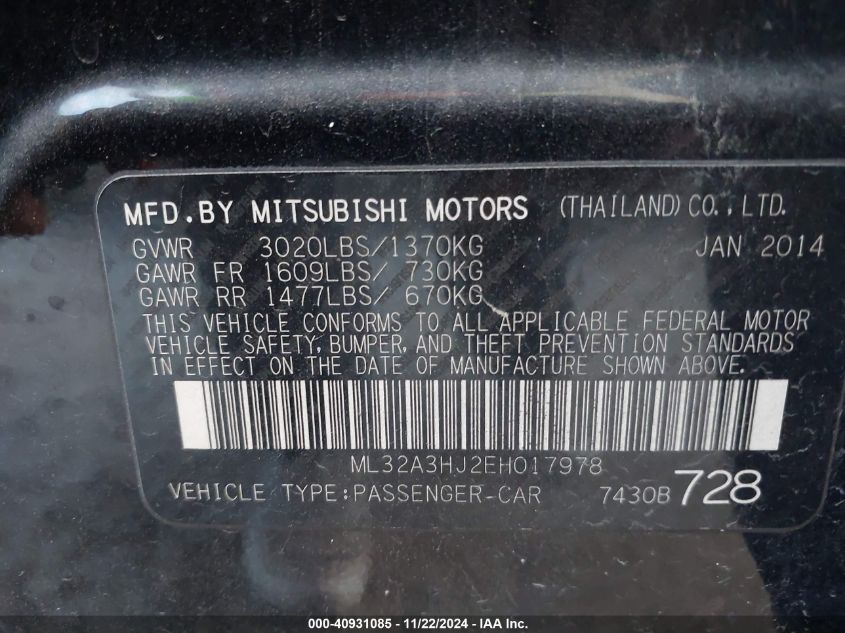 MFD.BY MITSUBISHI MOTORS (THAILAND) CO.,LTD.
GVWR 3020LBS/1370KG JAN 2014
GAWR FR 1609LBS/ 730KG
GAWR RR 1477LBS/ 670KG
THIS VEHICLE CONFORMS TO ALL APPLICABLE FEDERAL MOTOR
VEHICLE SAFETY, BUMPER, AND THEFT PREVENTION STANDARDS
IN EFFECT ON THE DATE OF MANUFACTURE SHOWN ABOVE.
ML32A3HJ2EH017978
VEHICLE TYPE:PASSENGER-CAR 7430B 728
000-40931085 - 11/22/2024 - IAA Inc.